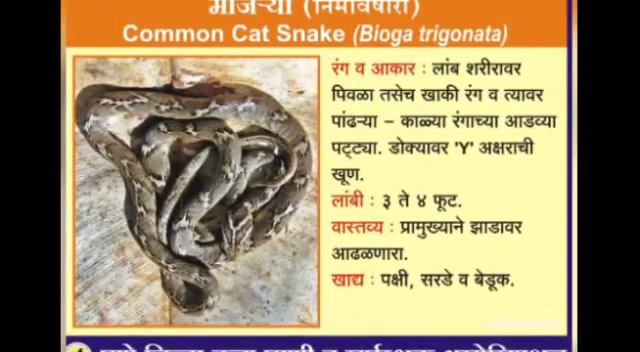 मांजऱ्या (निमविषारी)
Common Cat Snake (Bioga trigonata)
रंग व आकार : लांब शरीरावर
पिवळा तसेच खाकी रंग व त्यावर
पांढऱ्या – काळ्या रंगाच्या आडव्या
पट्ट्या. डोक्यावर 'Y' अक्षराची
खूण.
लांबी : ३ ते ४ फूट.
वास्तव्य : प्रामुख्याने झाडावर
आढळणारा.
खाद्य : पक्षी, सरडे व बेडूक.